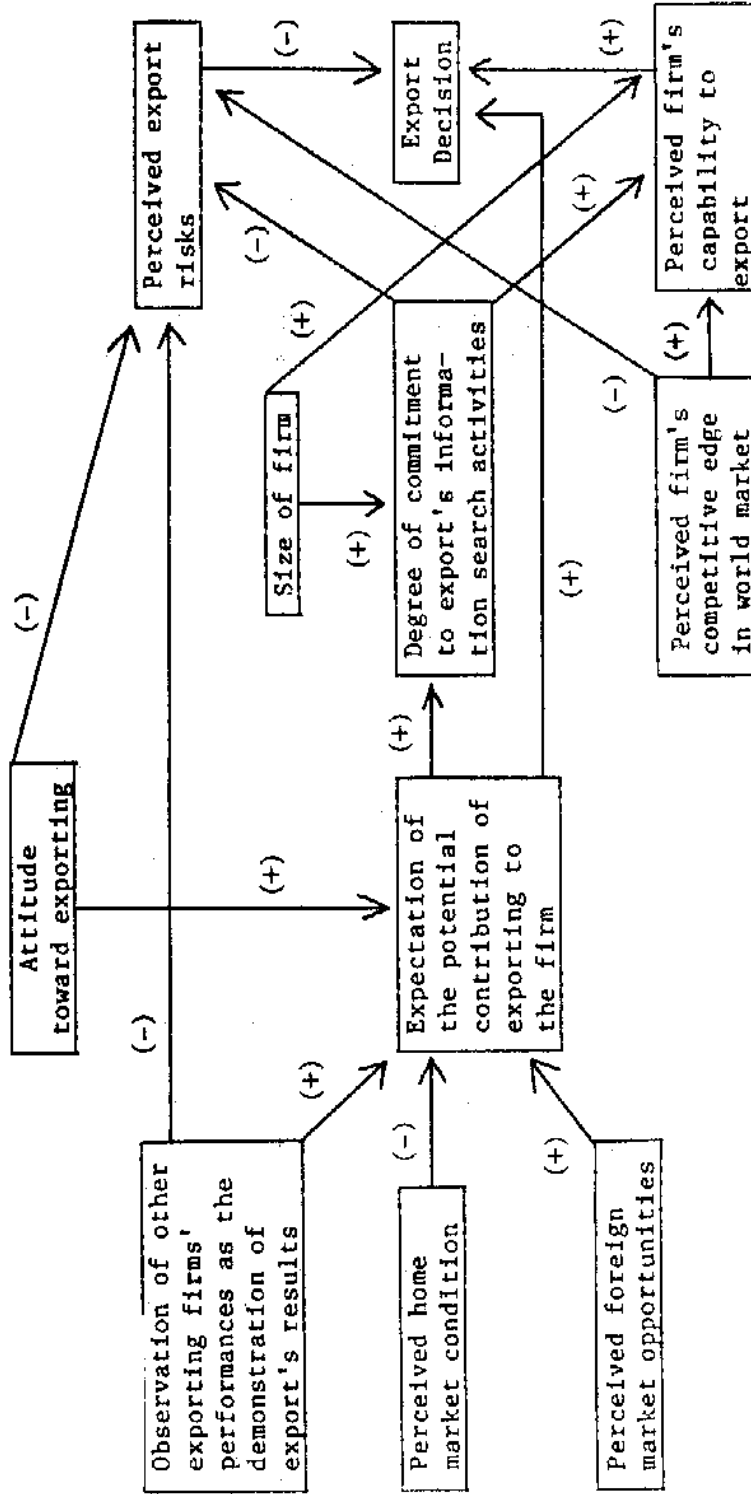 Attitude
toward exporting
(-)
Observation of other
exporting firms'
performances as the
demonstration of
export's results
(-)
(+)
(+)
Perceived export
risks
(-)
(-)
Size of firm
(+)
(+)
Perceived home
market condition
(-)
Expectation of
the potential
contribution of
exporting to
the firm
(+)
Degree of commitment
to export's informa-
tion search activities
(+)
Export
Decision
(+)
Perceived foreign
market opportunities
(+)
(+)
(-)
Perceived firm's
competitive edge
in world market
(+)
Perceived firm's
capability to
export